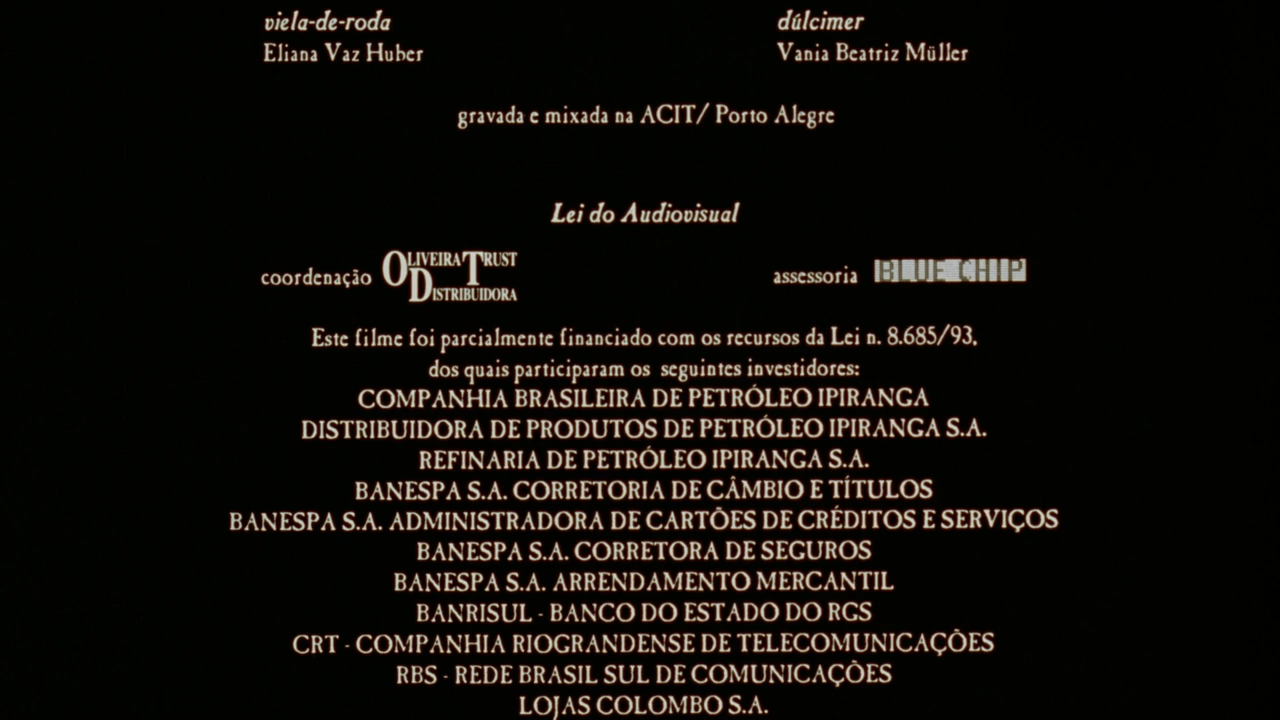 viela-de-roda dúlcimer
Eliana Vaz Huber Vania Beatriz Müller
gravada e mixada na ACIT/ Porto Alegre
Lei do Audiovisual
coordenação OLIVEIRA TRUST DISTRIBUIDORA assessoria BLUE CHIP
Este filme foi parcialmente financiado com os recursos da Lei n. 8.685/93,
dos quais participaram os seguintes investidores:
COMPANHIA BRASILEIRA DE PETRÓLEO IPIRANGA
DISTRIBUIDORA DE PRODUTOS DE PETRÓLEO IPIRANGA S.A.
REFINARIA DE PETRÓLEO IPIRANGA S.A.
BANESPA S.A. CORRETORIA DE CÂMBIO E TÍTULOS
BANESPA S.A. ADMINISTRADORA DE CARTÕES DE CRÉDITOS E SERVIÇOS
BANESPA S.A. CORRETORA DE SEGUROS
BANESPA S.A. ARRENDAMENTO MERCANTIL
BANRISUL - BANCO DO ESTADO DO RGS
CRT - COMPANHIA RIOGRANDENSE DE TELECOMUNICAÇÕES
RBS - REDE BRASIL SUL DE COMUNICAÇÕES
LOJAS COLOMBO S.A.